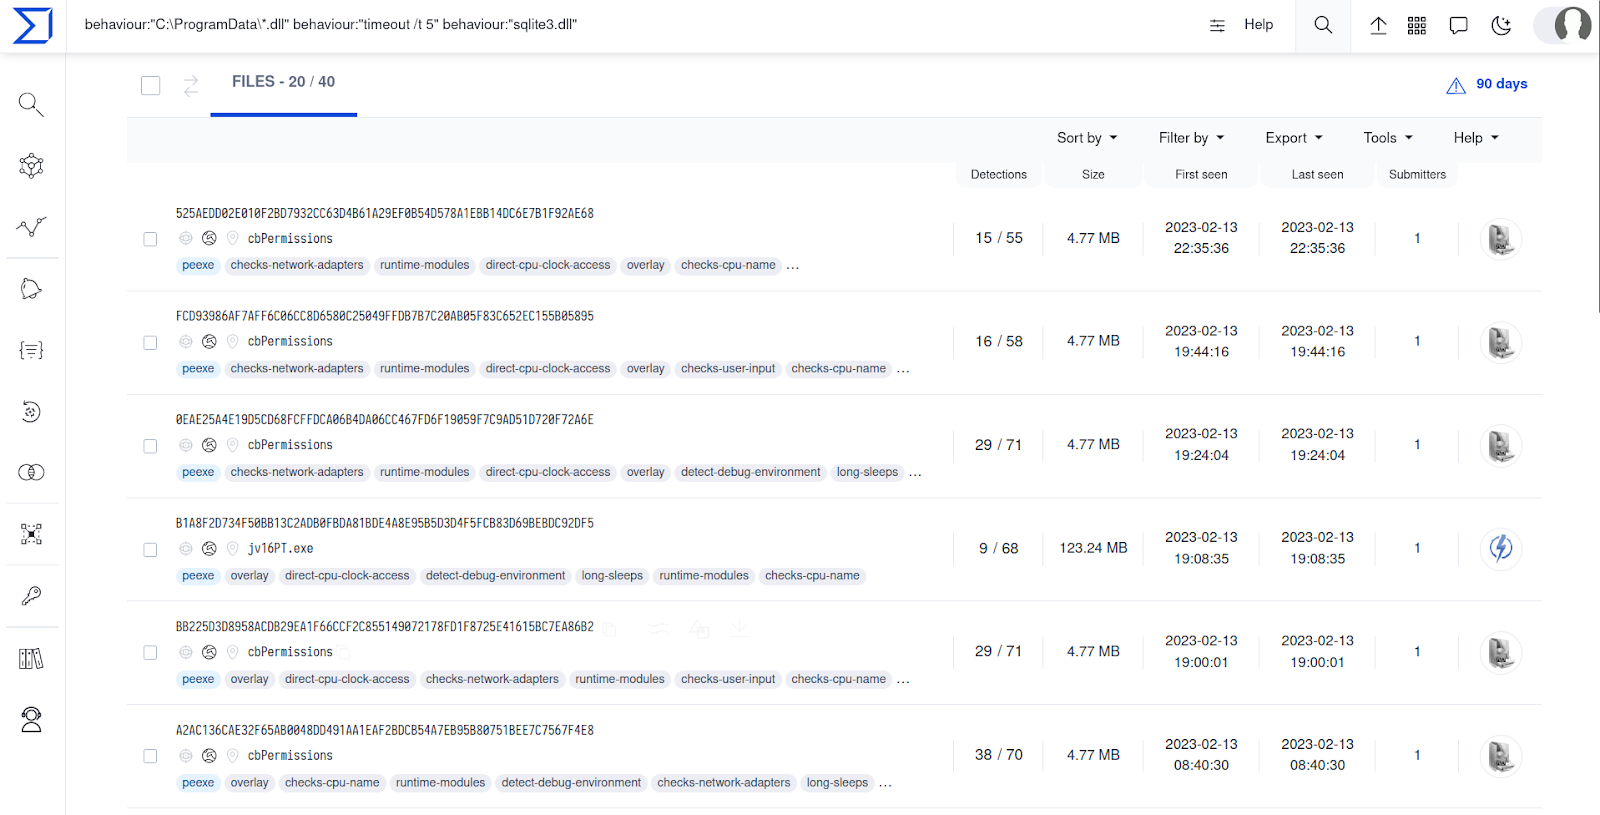 behaviour:"C:\ProgramData\*.dll" behaviour:"timeout /t 5" behaviour:"sqlite3.dll"
Help
FILES - 20 / 40
90 days
Sort by
Filter by
Export
Tools
Help
Detections
Size
First seen
Last seen
Submitters
525AEDD02E010F2BD7932CC63D4B61A29EF0B54D578A1EBB14DC6E7B1F92AE68
cbPermissions
peexe checks-network-adapters runtime-modules direct-cpu-clock-access overlay checks-cpu-name ...
15 / 55
4.77 MB
2023-02-13
22:35:36
2023-02-13
22:35:36
1
FCD93986AF7AFF6C06CC8D6580C25049FFDB7B7C20AB05F83C652EC155B05895
cbPermissions
peexe checks-network-adapters runtime-modules direct-cpu-clock-access overlay checks-user-input checks-cpu-name ...
16 / 58
4.77 MB
2023-02-13
19:44:16
2023-02-13
19:44:16
1
0EAE25A4E19D5CD68FCFFDCA06B4DA06CC467FD6F19059F7C9AD51D720F72A6E
cbPermissions
peexe checks-network-adapters runtime-modules direct-cpu-clock-access overlay detect-debug-environment long-sleeps ...
29 / 71
4.77 MB
2023-02-13
19:24:04
2023-02-13
19:24:04
1
B1A8F2D734F50BB13C2ADB0FBDA81BDE4A8E95B5D3D4F5FCB83D69BEBDC92DF5
jv16PT.exe
peexe overlay direct-cpu-clock-access detect-debug-environment long-sleeps runtime-modules checks-cpu-name
9 / 68
123.24 MB
2023-02-13
19:08:35
2023-02-13
19:08:35
1
BB225D3D8958ACDB29EA1F66CCF2C855149072178FD1F8725E41615BC7EA86B2
cbPermissions
peexe overlay direct-cpu-clock-access checks-network-adapters runtime-modules checks-user-input checks-cpu-name ...
29 / 71
4.77 MB
2023-02-13
19:00:01
2023-02-13
19:00:01
1
A2AC136CAE32F65AB0048DD491AA1EAF2BDCB54A7EB95B80751BEE7C7567F4E8
cbPermissions
peexe overlay checks-cpu-name runtime-modules detect-debug-environment checks-network-adapters long-sleeps ...
38 / 70
4.77 MB
2023-02-13
08:40:30
2023-02-13
08:40:30
1